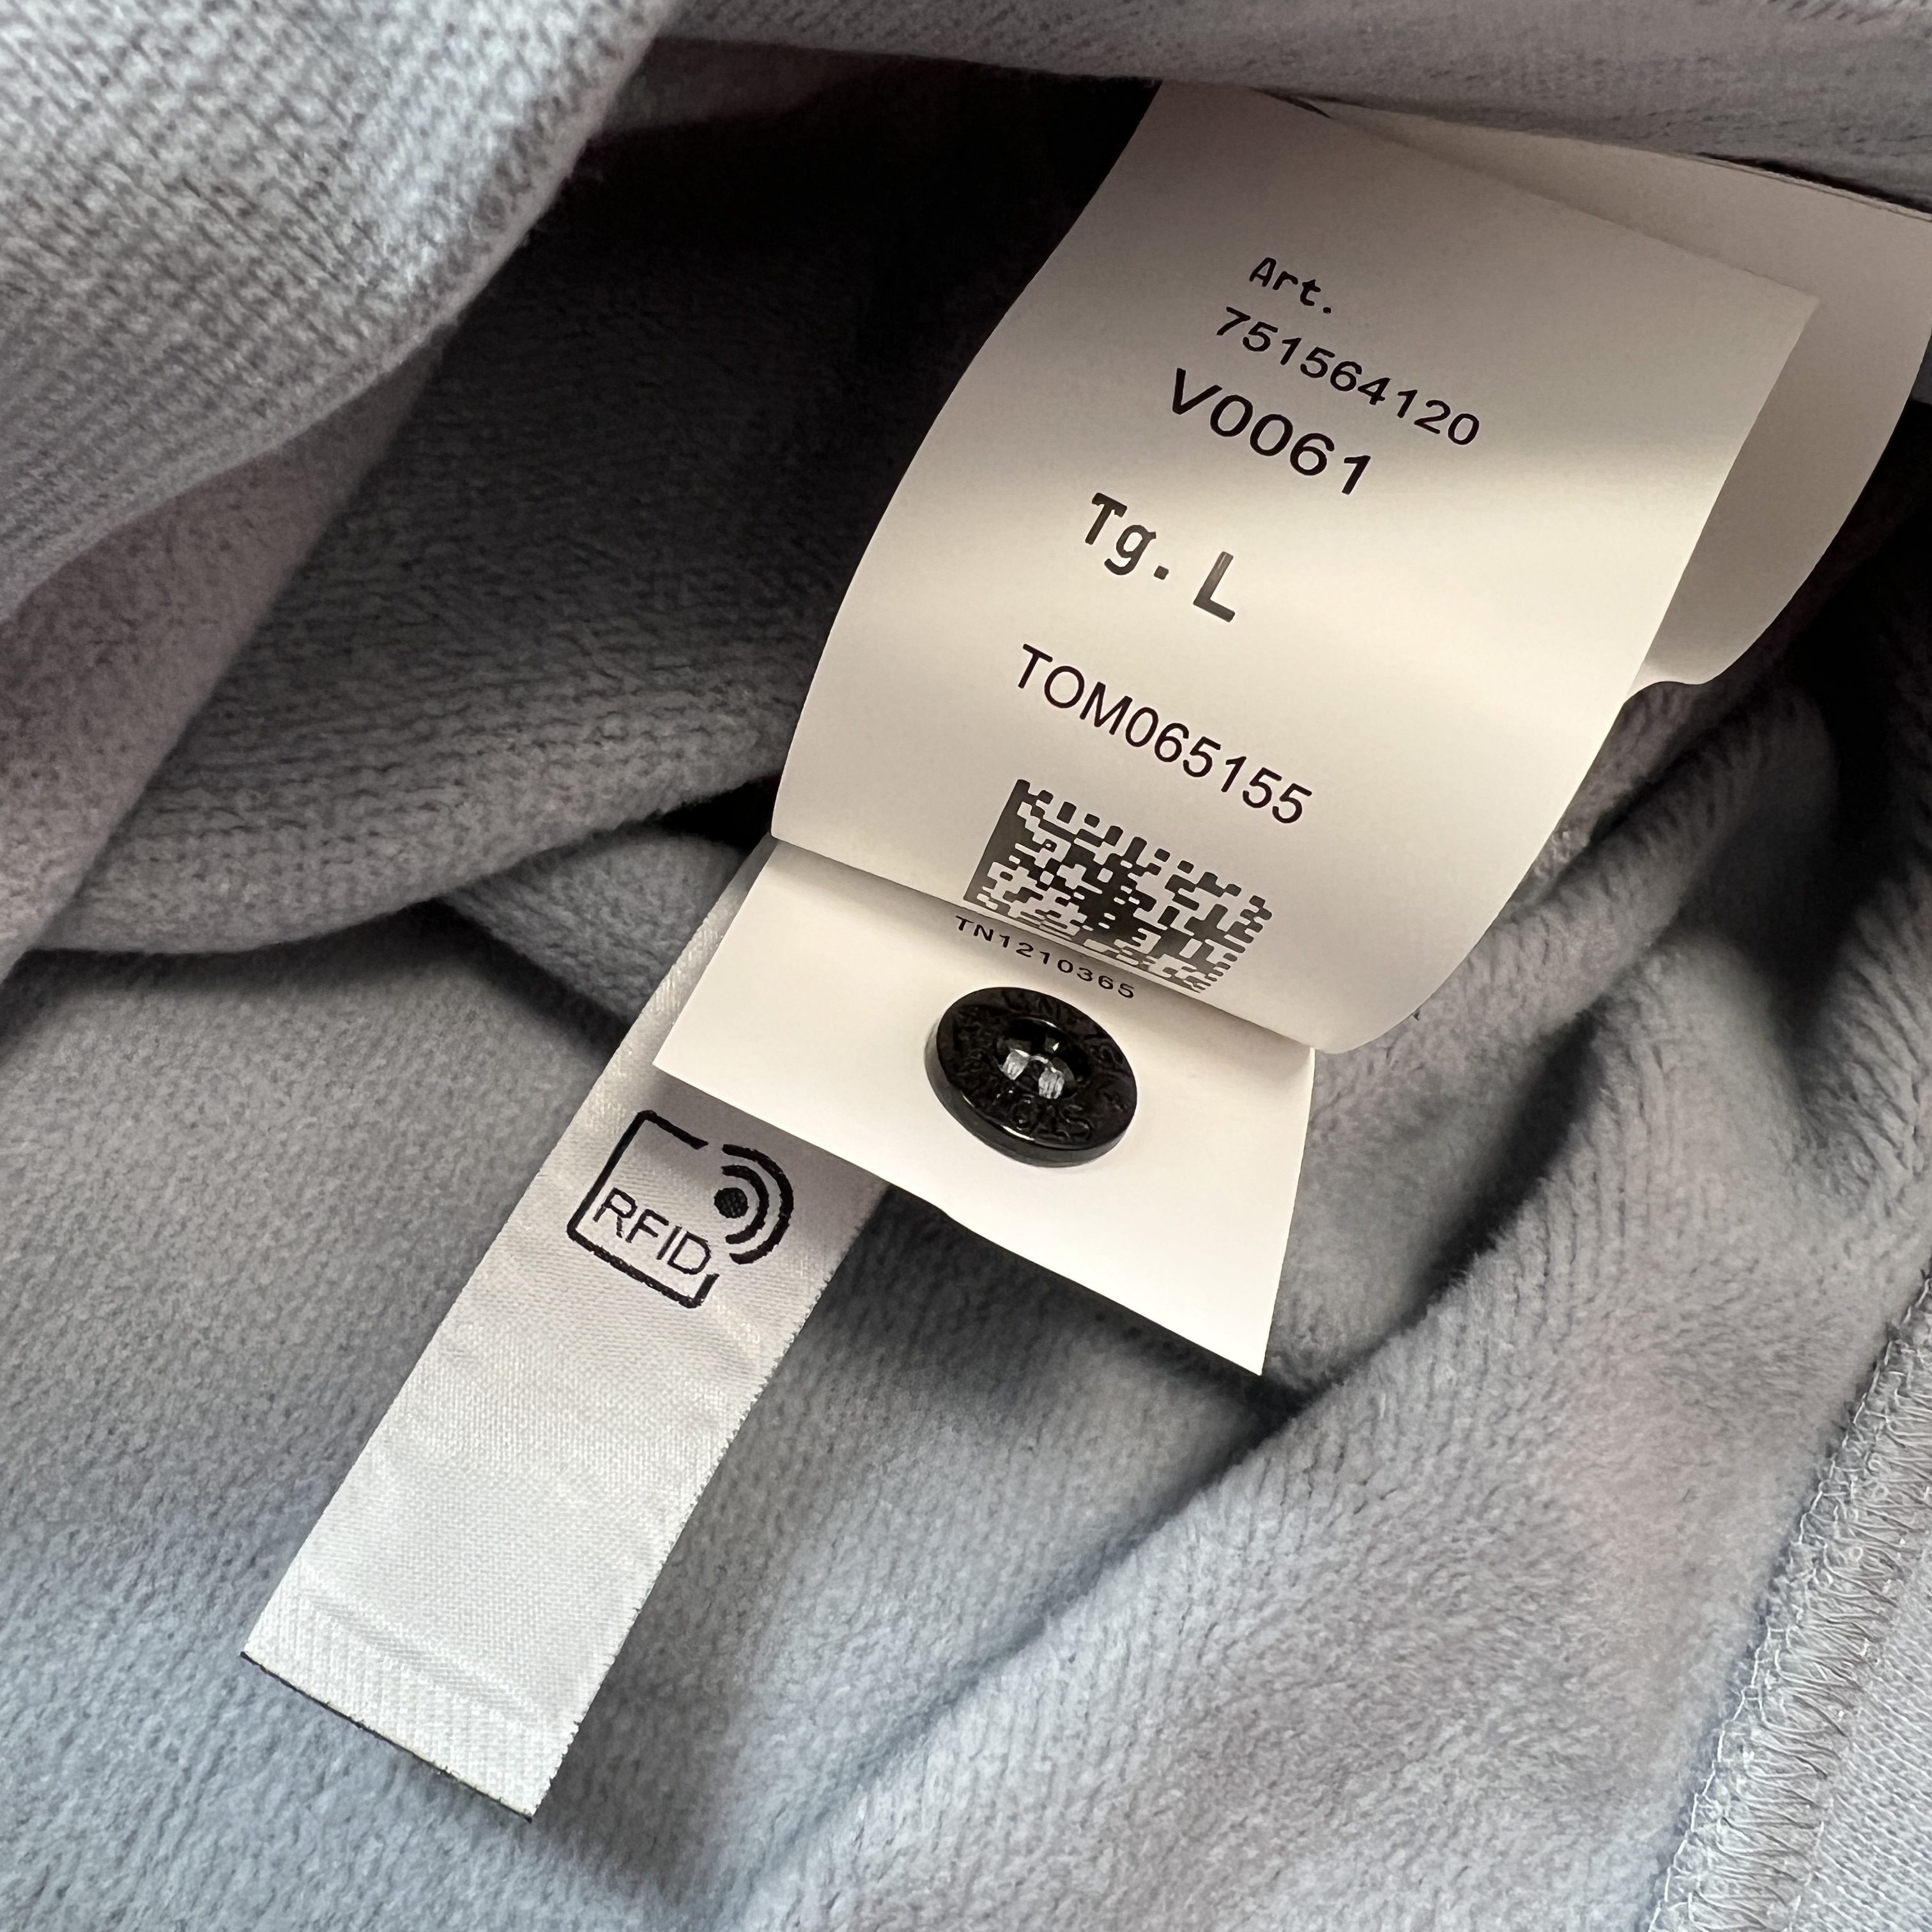 Art.
751564120
V0061
Tg. L
TOM065155
TN1210365
RFID